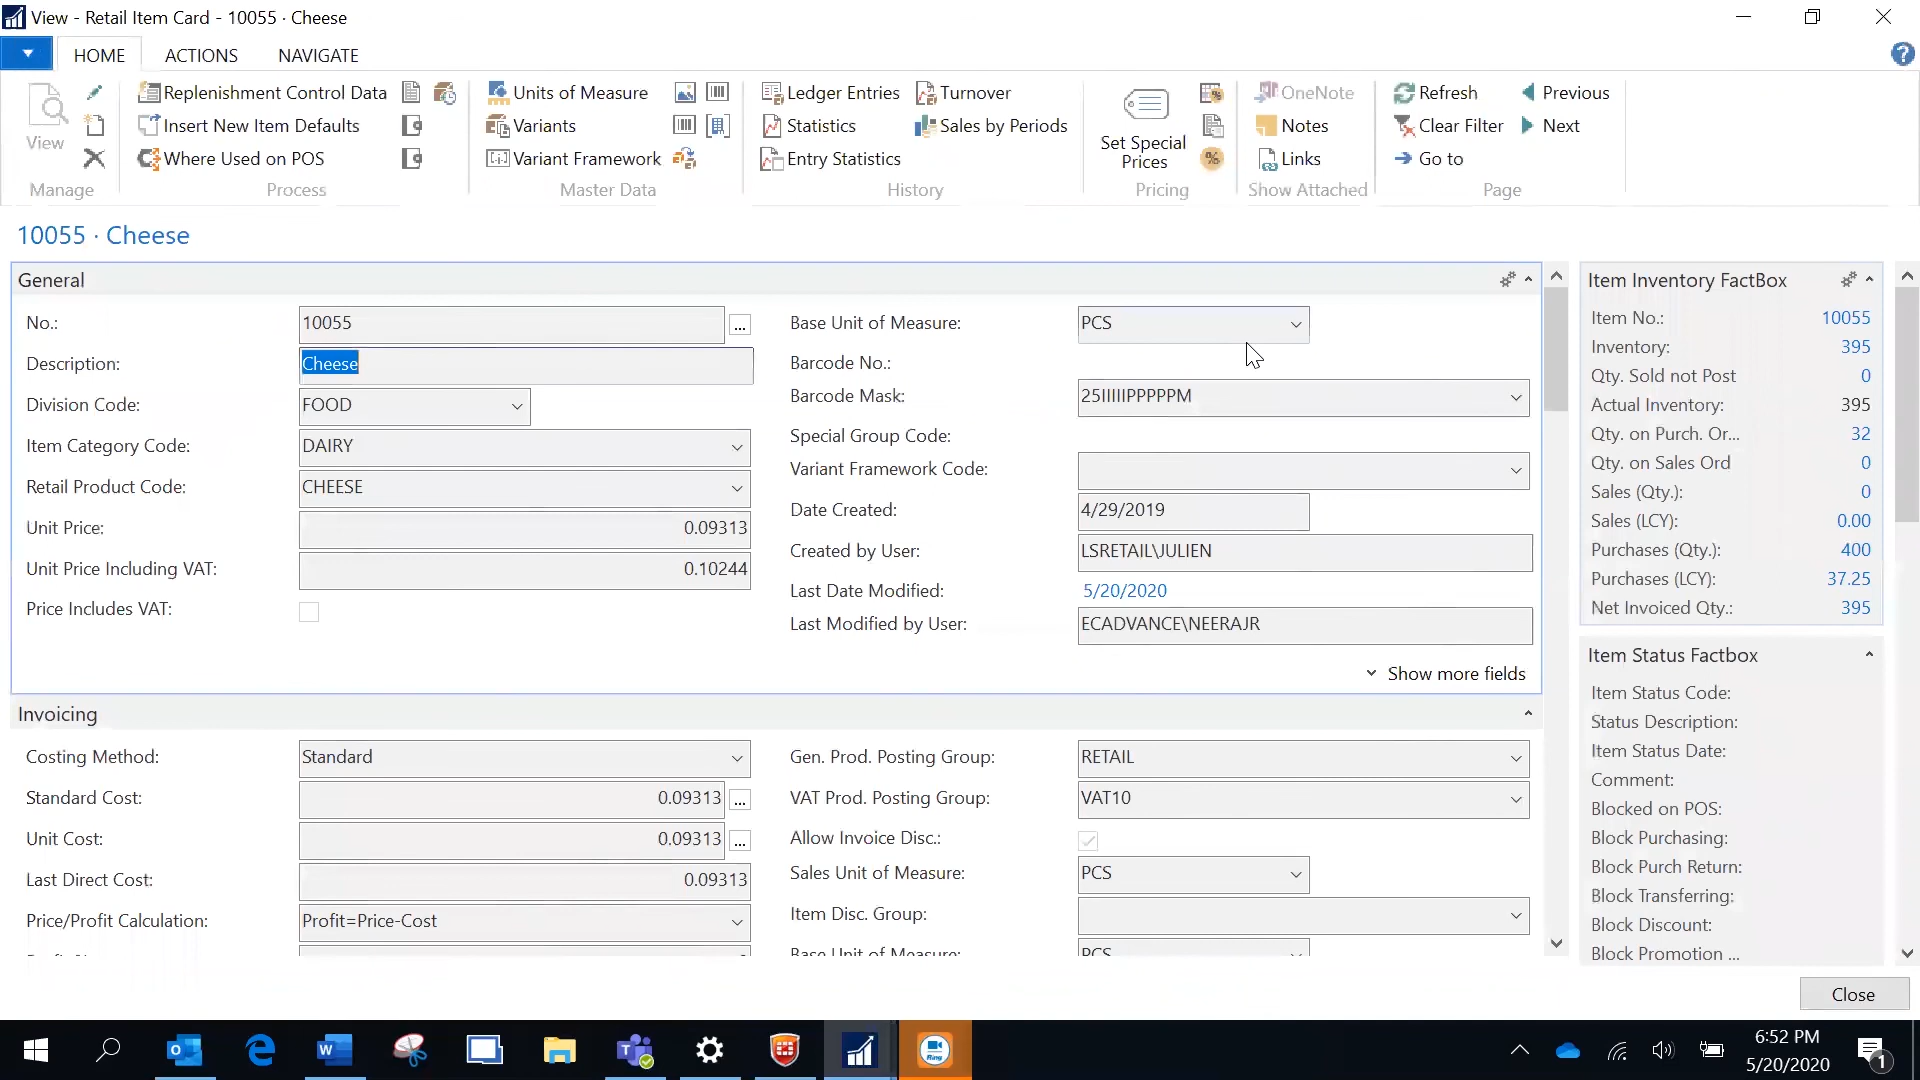 View - Retail Item Card - 10055 · Cheese
HOME ACTIONS NAVIGATE
View
Manage
Replenishment Control Data
Insert New Item Defaults
Where Used on POS
Process
Units of Measure
Variants
Variant Framework
Master Data
Ledger Entries
Statistics
Entry Statistics
Turnover
Sales by Periods
History
Set Special
Prices
Pricing
OneNote
Notes
Links
Show Attached
Refresh
Clear Filter
Go to
Previous
Next
Page
10055 · Cheese
General
No.: 10055 ...
Description: Cheese
Division Code: FOOD
Item Category Code: DAIRY
Retail Product Code: CHEESE
Unit Price: 0.09313
Unit Price Including VAT: 0.10244
Price Includes VAT:
Base Unit of Measure: PCS
Barcode No.:
Barcode Mask: 25IIIIIPPPPPM
Special Group Code:
Variant Framework Code:
Date Created: 4/29/2019
Created by User: LSRETAIL\JULIEN
Last Date Modified: 5/20/2020
Last Modified by User: ECADVANCE\NEERAJR
Show more fields
Invoicing
Costing Method: Standard
Standard Cost: 0.09313 ...
Unit Cost: 0.09313 ...
Last Direct Cost: 0.09313
Price/Profit Calculation: Profit=Price-Cost
Gen. Prod. Posting Group: RETAIL
VAT Prod. Posting Group: VAT10
Allow Invoice Disc.:
Sales Unit of Measure: PCS
Item Disc. Group:
Base Unit of Measure: PCS
Item Inventory FactBox
Item No.: 10055
Inventory: 395
Qty. Sold not Post 0
Actual Inventory: 395
Qty. on Purch. Or... 32
Qty. on Sales Ord 0
Sales (Qty.): 0
Sales (LCY): 0.00
Purchases (Qty.): 400
Purchases (LCY): 37.25
Net Invoiced Qty.: 395
Item Status Factbox
Item Status Code:
Status Description:
Item Status Date:
Comment:
Blocked on POS:
Block Purchasing:
Block Purch Return:
Block Transferring:
Block Discount:
Block Promotion ...
Close
6:52 PM
5/20/2020
1